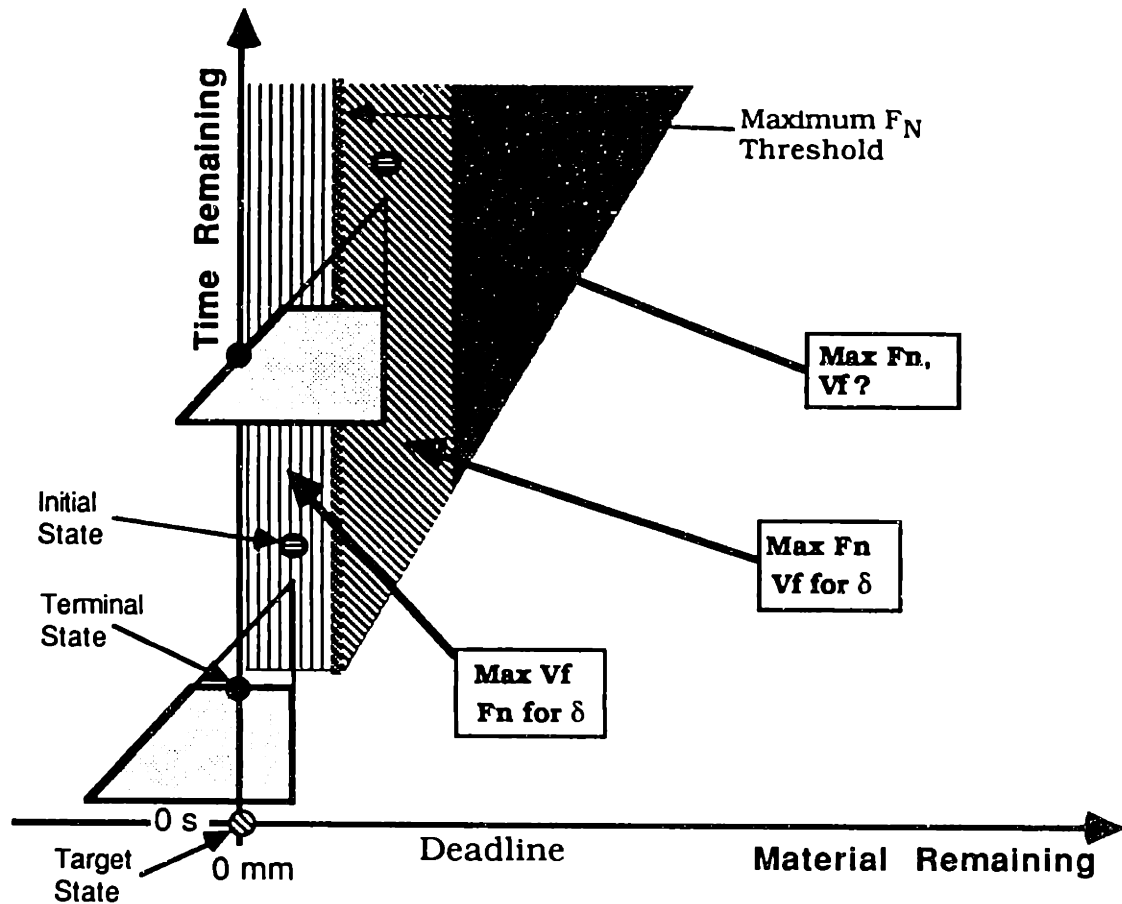 Time Remaining
Maximum FN
Threshold
Max Fn,
Vf ?
Initial
State
Max Fn
Vf for δ
Terminal
State
Max Vf
Fn for δ
0 s
Target
State
0 mm
Deadline
Material Remaining